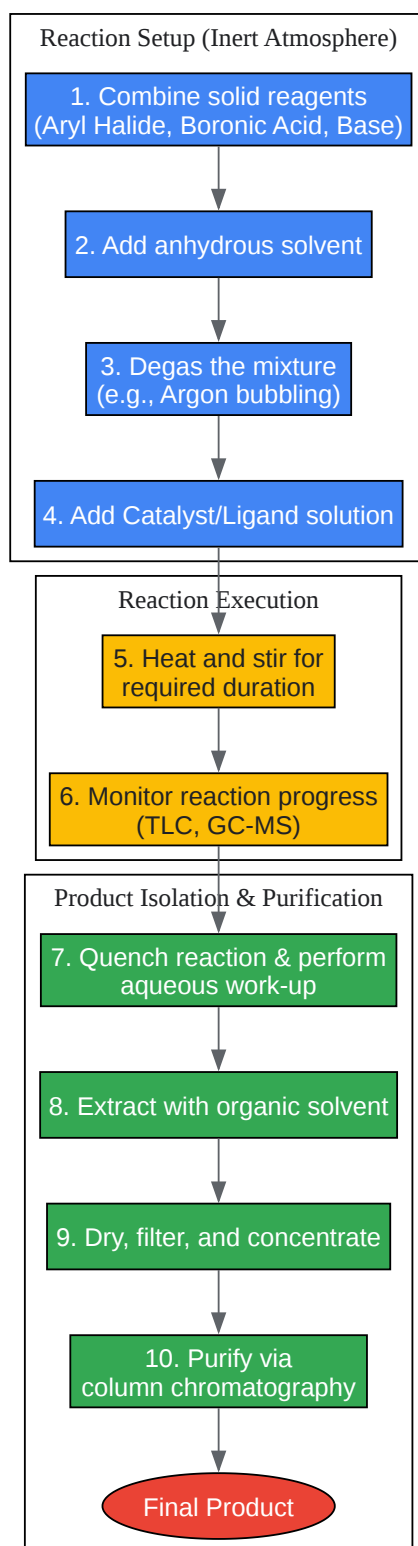 Reaction Setup (Inert Atmosphere)
1. Combine solid reagents
(Aryl Halide, Boronic Acid, Base)
2. Add anhydrous solvent
3. Degas the mixture
(e.g., Argon bubbling)
4. Add Catalyst/Ligand solution
Reaction Execution
5. Heat and stir for
required duration
6. Monitor reaction progress
(TLC, GC-MS)
Product Isolation & Purification
7. Quench reaction & perform
aqueous work-up
8. Extract with organic solvent
9. Dry, filter, and concentrate
10. Purify via
column chromatography
Final Product